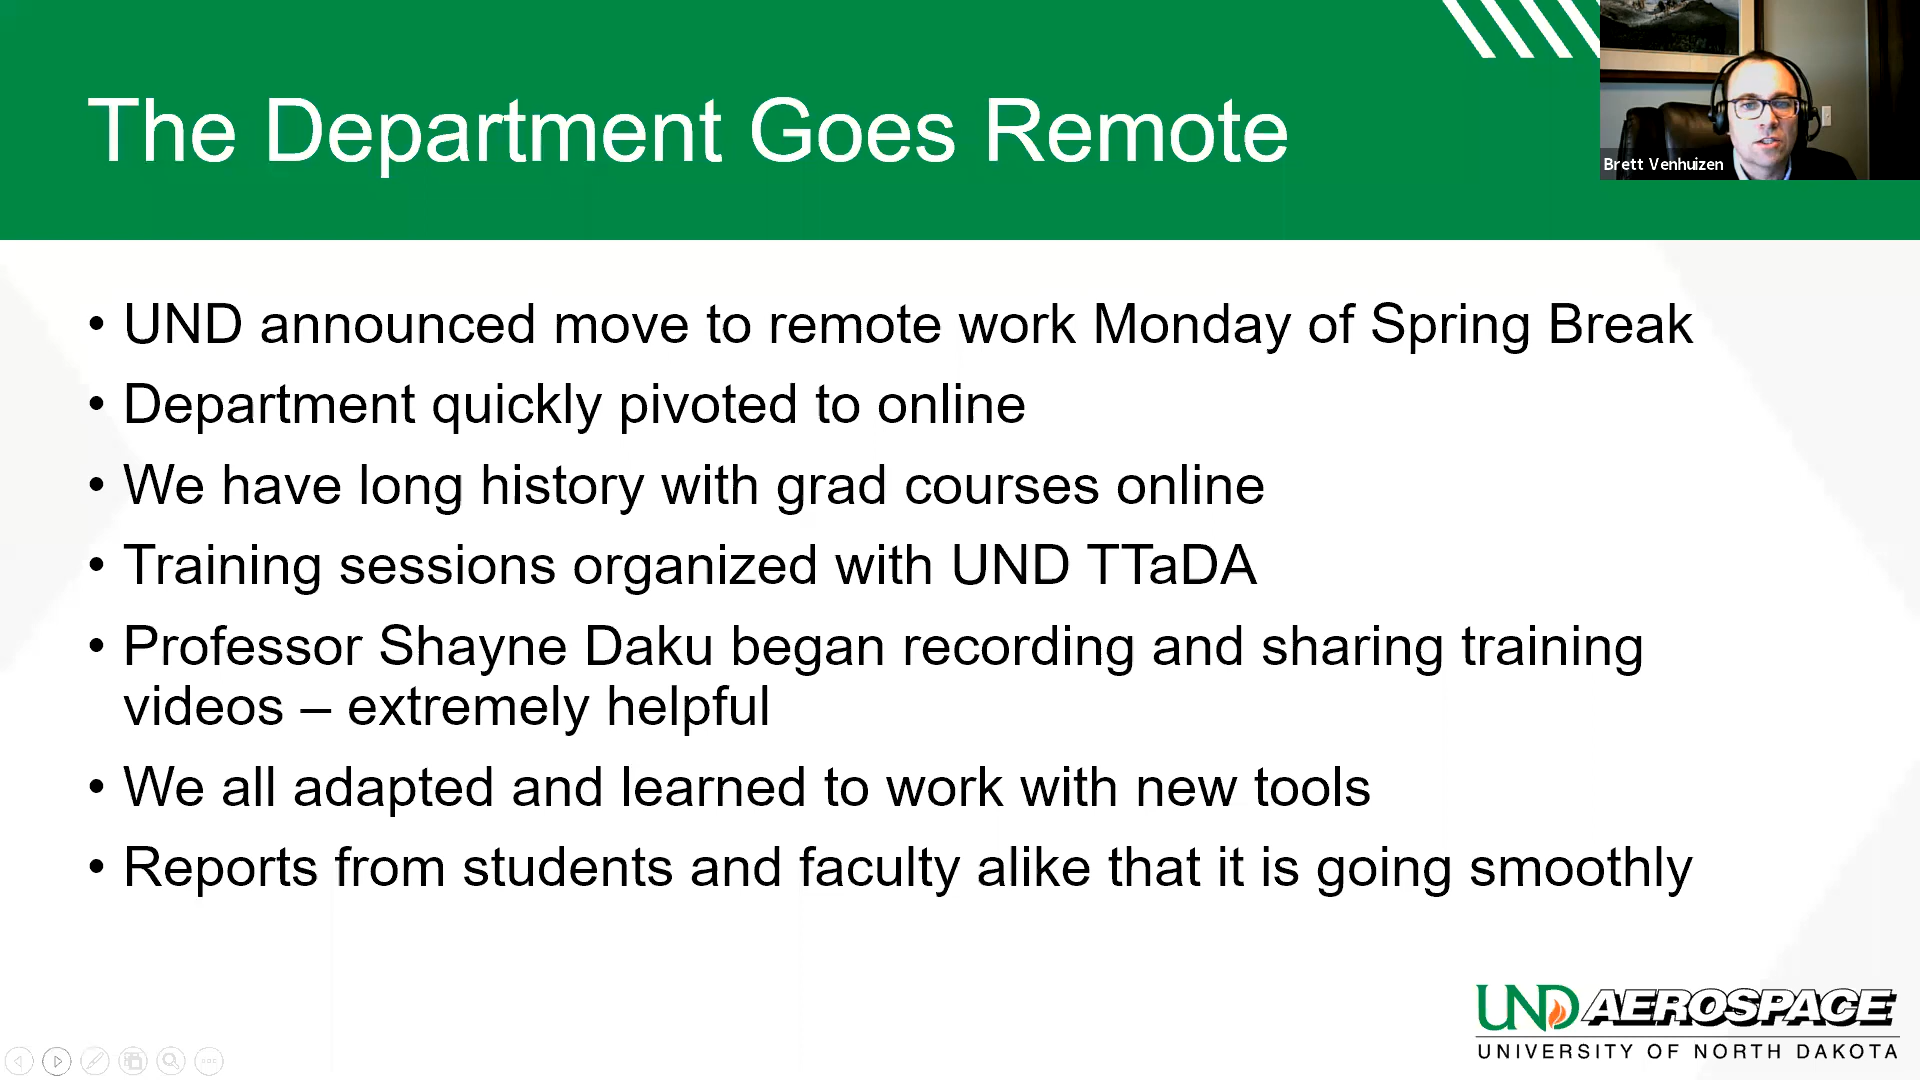 The Department Goes Remote
Brett Venhuizen
• UND announced move to remote work Monday of Spring Break
• Department quickly pivoted to online
• We have long history with grad courses online
• Training sessions organized with UND TTaDA
• Professor Shayne Daku began recording and sharing training
videos – extremely helpful
• We all adapted and learned to work with new tools
• Reports from students and faculty alike that it is going smoothly
UND AEROSPACE
UNIVERSITY OF NORTH DAKOTA